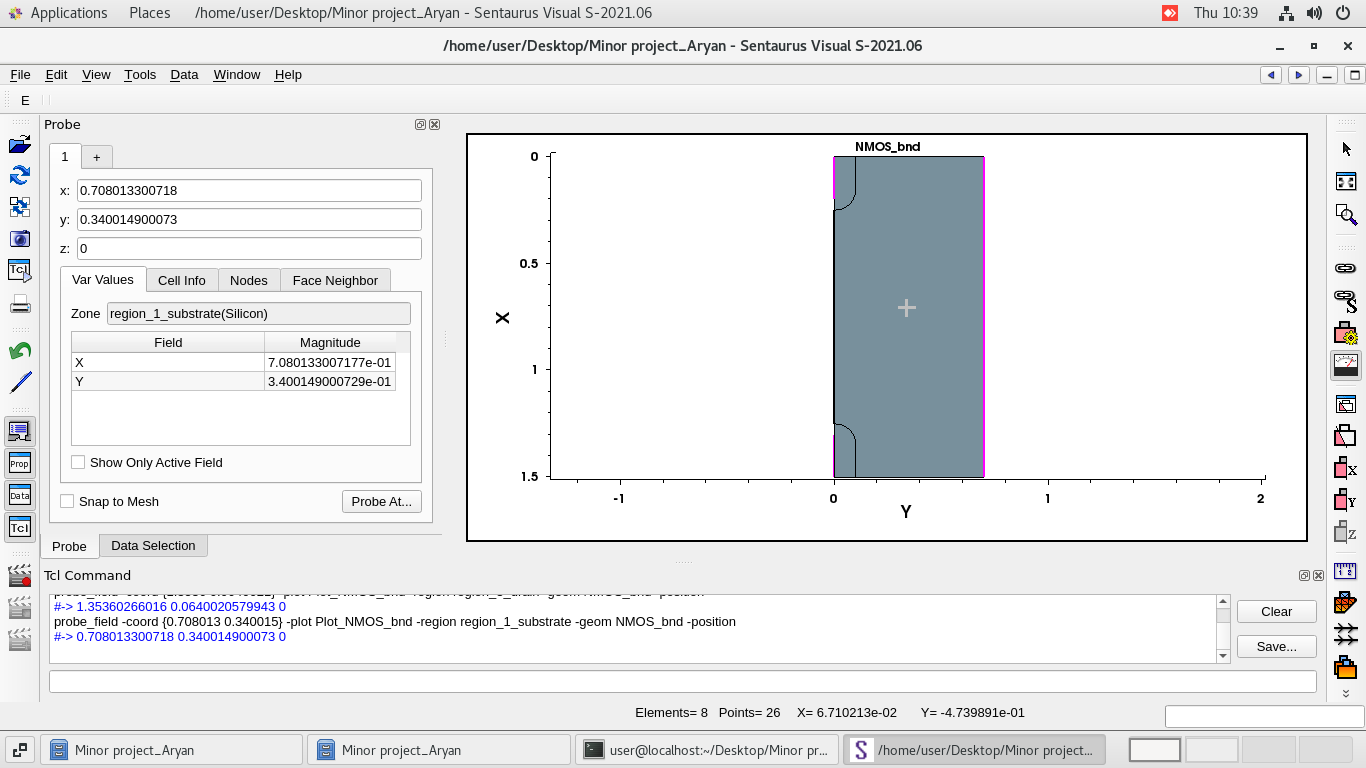 Applications Places /home/user/Desktop/Minor project_Aryan - Sentaurus Visual S-2021.06 Thu 10:39
/home/user/Desktop/Minor project_Aryan - Sentaurus Visual S-2021.06
File Edit View Tools Data Window Help
E
Probe
1 +
x: 0.708013300718
y: 0.340014900073
z: 0
Var Values Cell Info Nodes Face Neighbor
Zone region_1_substrate(Silicon)
Field Magnitude
X 7.080133007177e-01
Y 3.400149000729e-01
Show Only Active Field
Snap to Mesh Probe At...
Probe Data Selection
NMOS_bnd
0
0.5
X
1
1.5
-1 0 1 2
Y
Tcl
Prop
Data
Tcl
S
X
Y
Z
Tcl Command
#-> 1.35360266016 0.0640020579943 0
probe_field -coord {0.708013 0.340015} -plot Plot_NMOS_bnd -region region_1_substrate -geom NMOS_bnd -position
#-> 0.708013300718 0.340014900073 0
Clear
Save...
Elements= 8 Points= 26 X= 6.710213e-02 Y= -4.739891e-01
Minor project_Aryan Minor project_Aryan user@localhost:~/Desktop/Minor pr... /home/user/Desktop/Minor project...